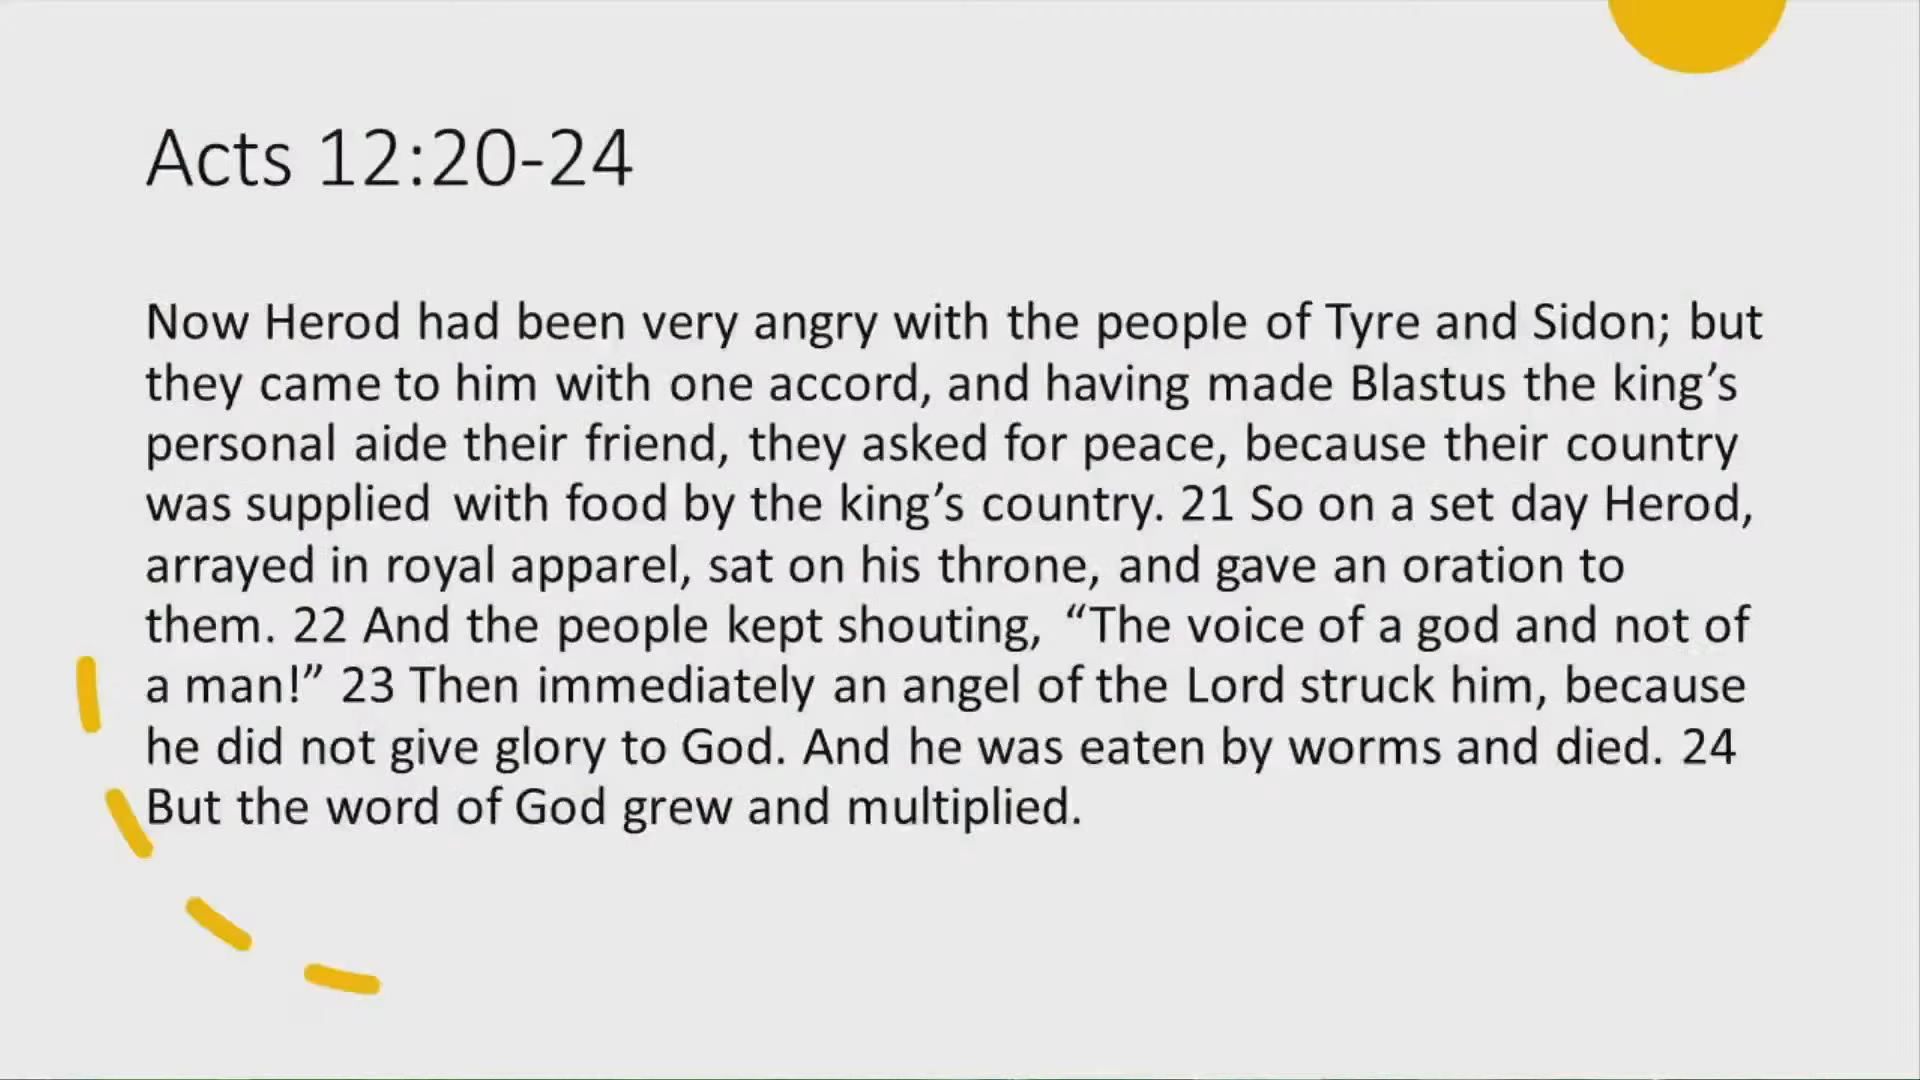 Acts 12:20-24
Now Herod had been very angry with the people of Tyre and Sidon; but
they came to him with one accord, and having made Blastus the king’s
personal aide their friend, they asked for peace, because their country
was supplied with food by the king’s country. 21 So on a set day Herod,
arrayed in royal apparel, sat on his throne, and gave an oration to
them. 22 And the people kept shouting, “The voice of a god and not of
a man!” 23 Then immediately an angel of the Lord struck him, because
he did not give glory to God. And he was eaten by worms and died. 24
But the word of God grew and multiplied.